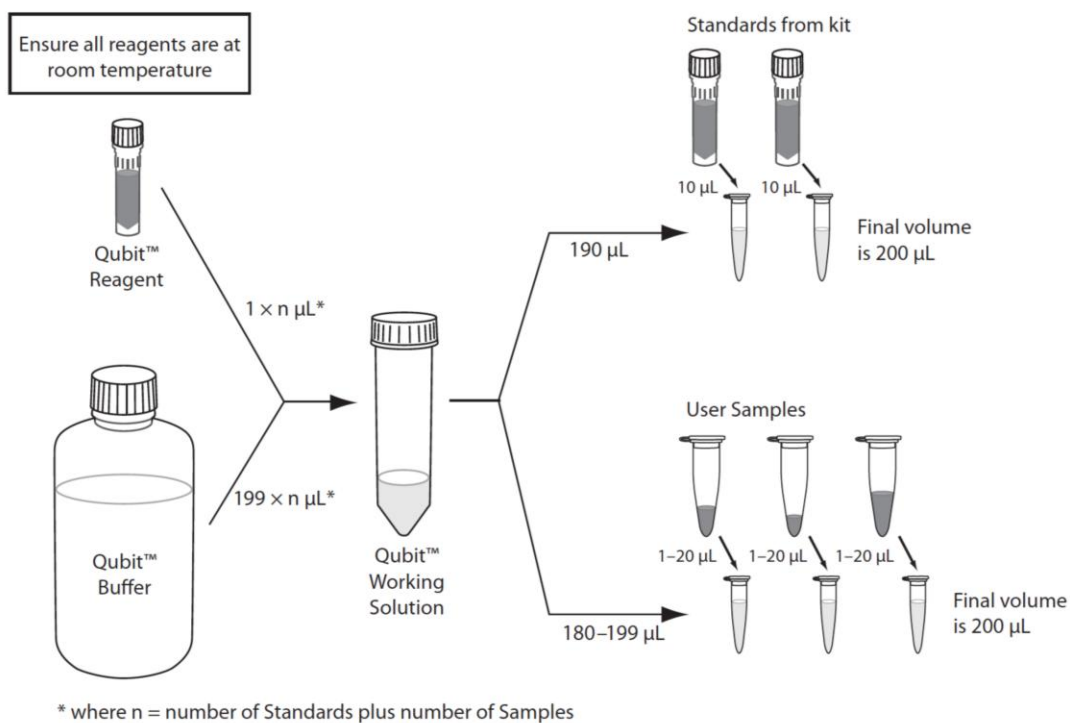 Ensure all reagents are at
room temperature
Qubit™
Reagent
1 × n µL*
199 × n µL*
Qubit™
Buffer
Qubit™
Working
Solution
190 µL
Standards from kit
10 µL
10 µL
Final volume
is 200 µL
180–199 µL
User Samples
1–20 µL
1–20 µL
1–20 µL
Final volume
is 200 µL
* where n = number of Standards plus number of Samples